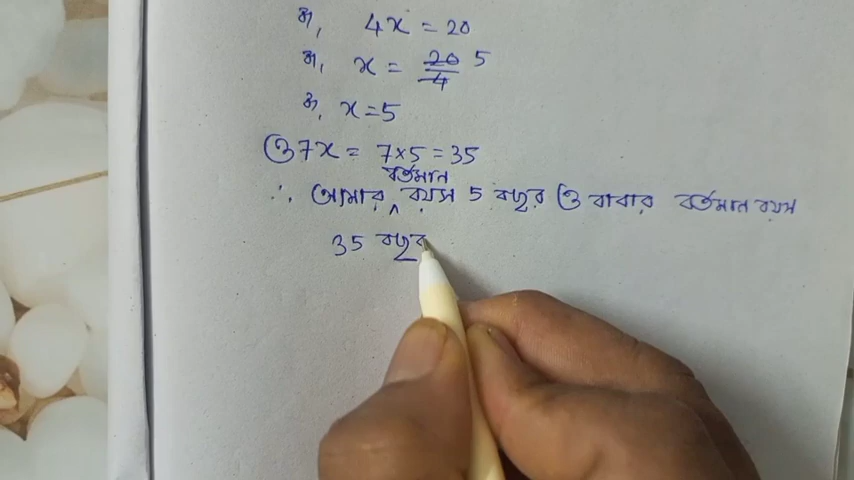 বা, 4x = 20
বা, x = 20/4 5
বা, x = 5
ও 7x = 7×5 = 35
∴ আমার বর্তমান বয়স 5 বছর ও বাবার বর্তমান বয়স
35 বছর